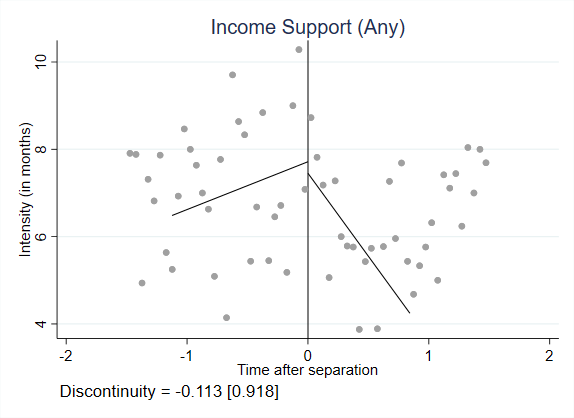 Income Support (Any)
Intensity (in months)
10
8
6
4
-2
-1
0
1
2
Time after separation
Discontinuity = -0.113 [0.918]